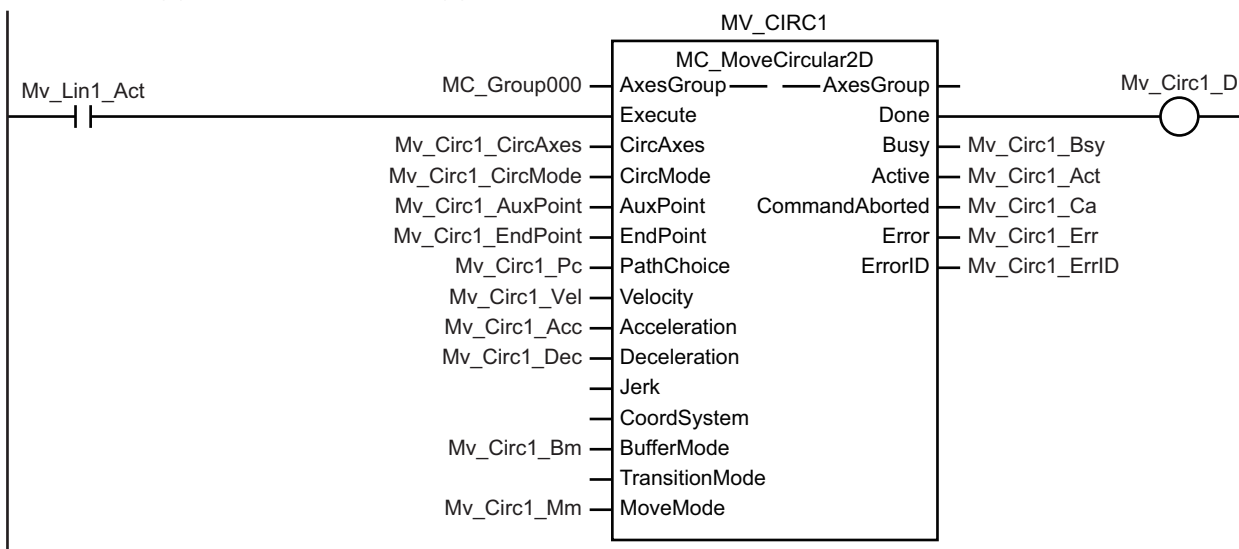 MV_CIRC1
MC_MoveCircular2D
Mv_Lin1_Act MC_Group000 AxesGroup AxesGroup Mv_Circ1_D
Execute Done
Mv_Circ1_CircAxes CircAxes Busy Mv_Circ1_Bsy
Mv_Circ1_CircMode CircMode Active Mv_Circ1_Act
Mv_Circ1_AuxPoint AuxPoint CommandAborted Mv_Circ1_Ca
Mv_Circ1_EndPoint EndPoint Error Mv_Circ1_Err
Mv_Circ1_Pc PathChoice ErrorID Mv_Circ1_ErrID
Mv_Circ1_Vel Velocity
Mv_Circ1_Acc Acceleration
Mv_Circ1_Dec Deceleration
Jerk
CoordSystem
Mv_Circ1_Bm BufferMode
TransitionMode
Mv_Circ1_Mm MoveMode